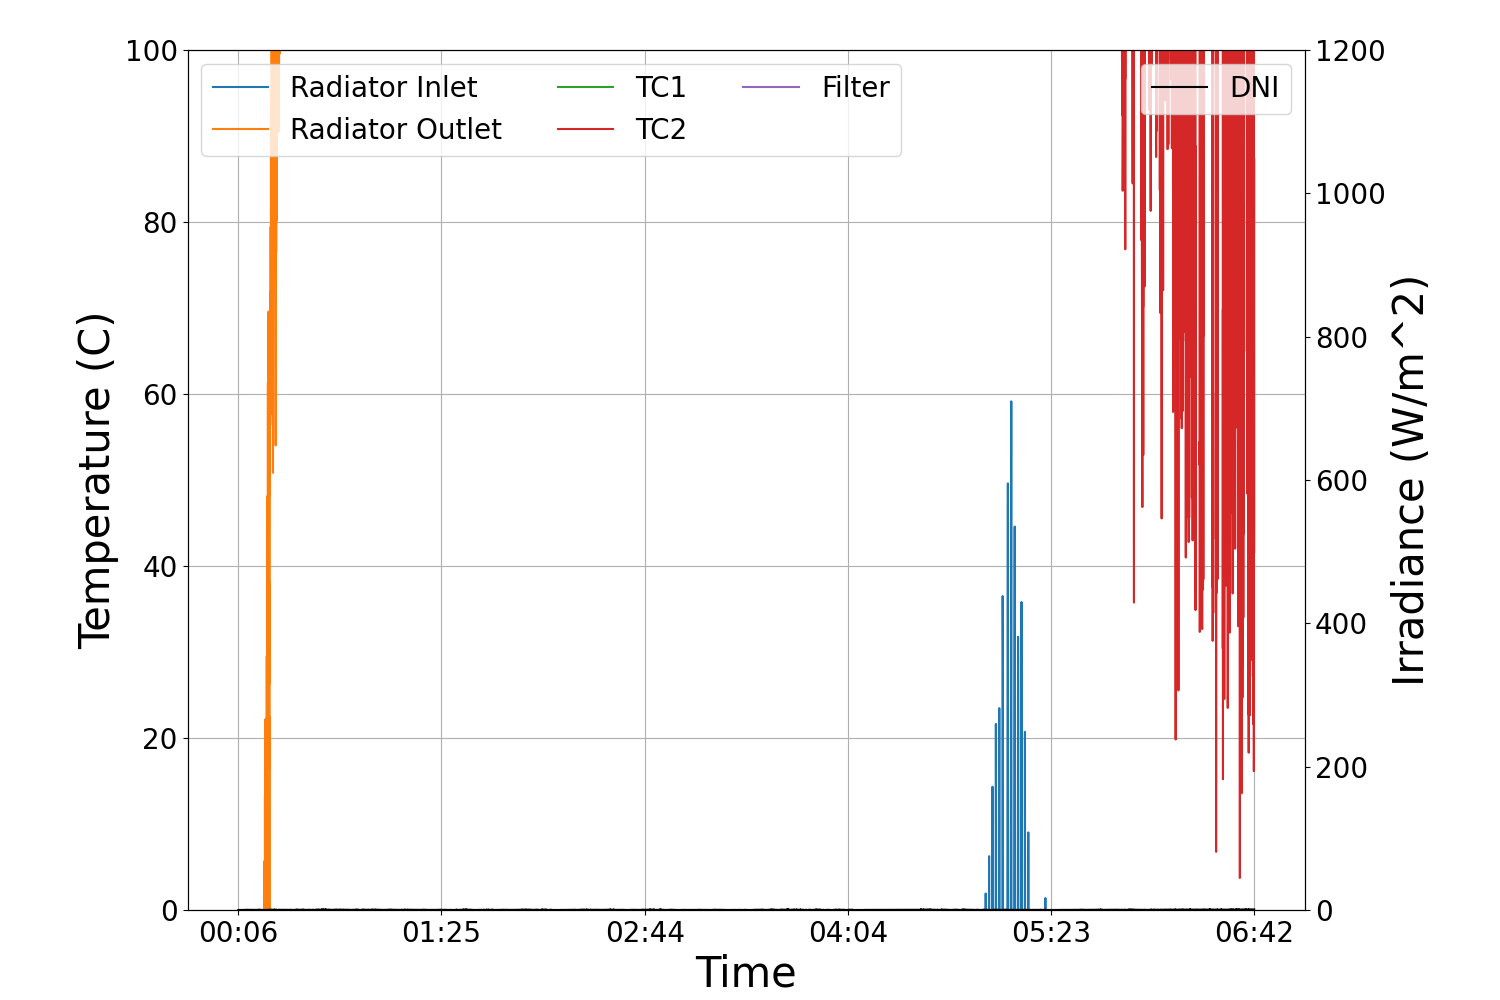 100
80
60
40
20
0
Temperature (C)
Radiator Inlet
Radiator Outlet
TC1
TC2
Filter
DNI
1200
1000
800
600
400
200
0
Irradiance (W/m^2)
00:06
01:25
02:44
04:04
05:23
06:42
Time